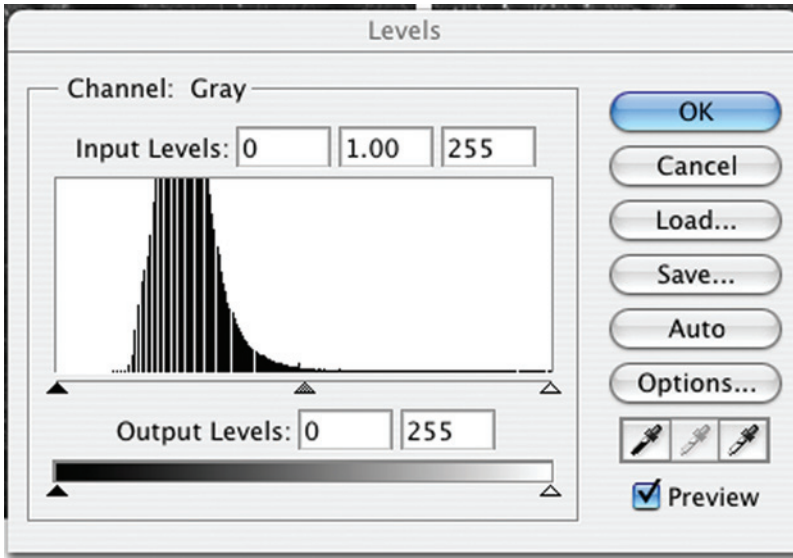 Levels
Channel: Gray
Input Levels: 0 1.00 255
Output Levels: 0 255
OK
Cancel
Load...
Save...
Auto
Options...
Preview